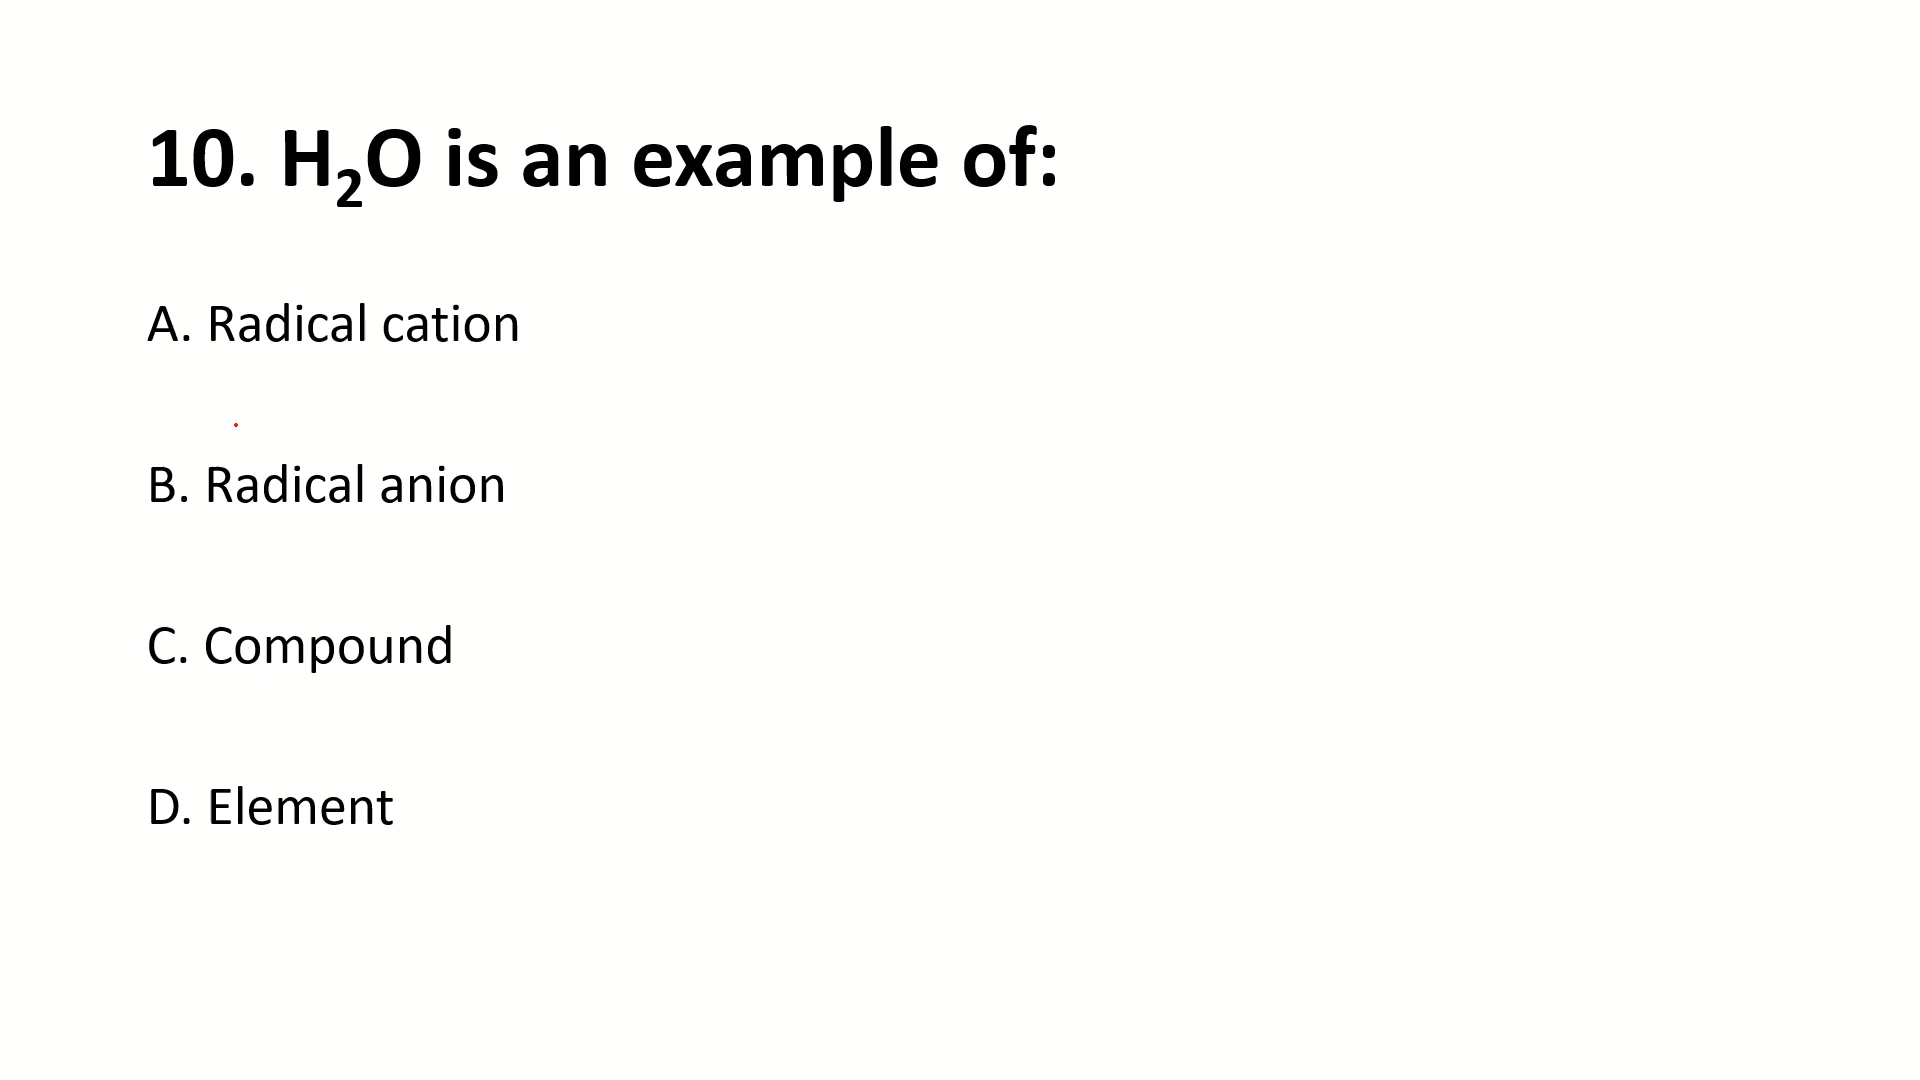 10. H₂O is an example of:
A. Radical cation
B. Radical anion
C. Compound
D. Element